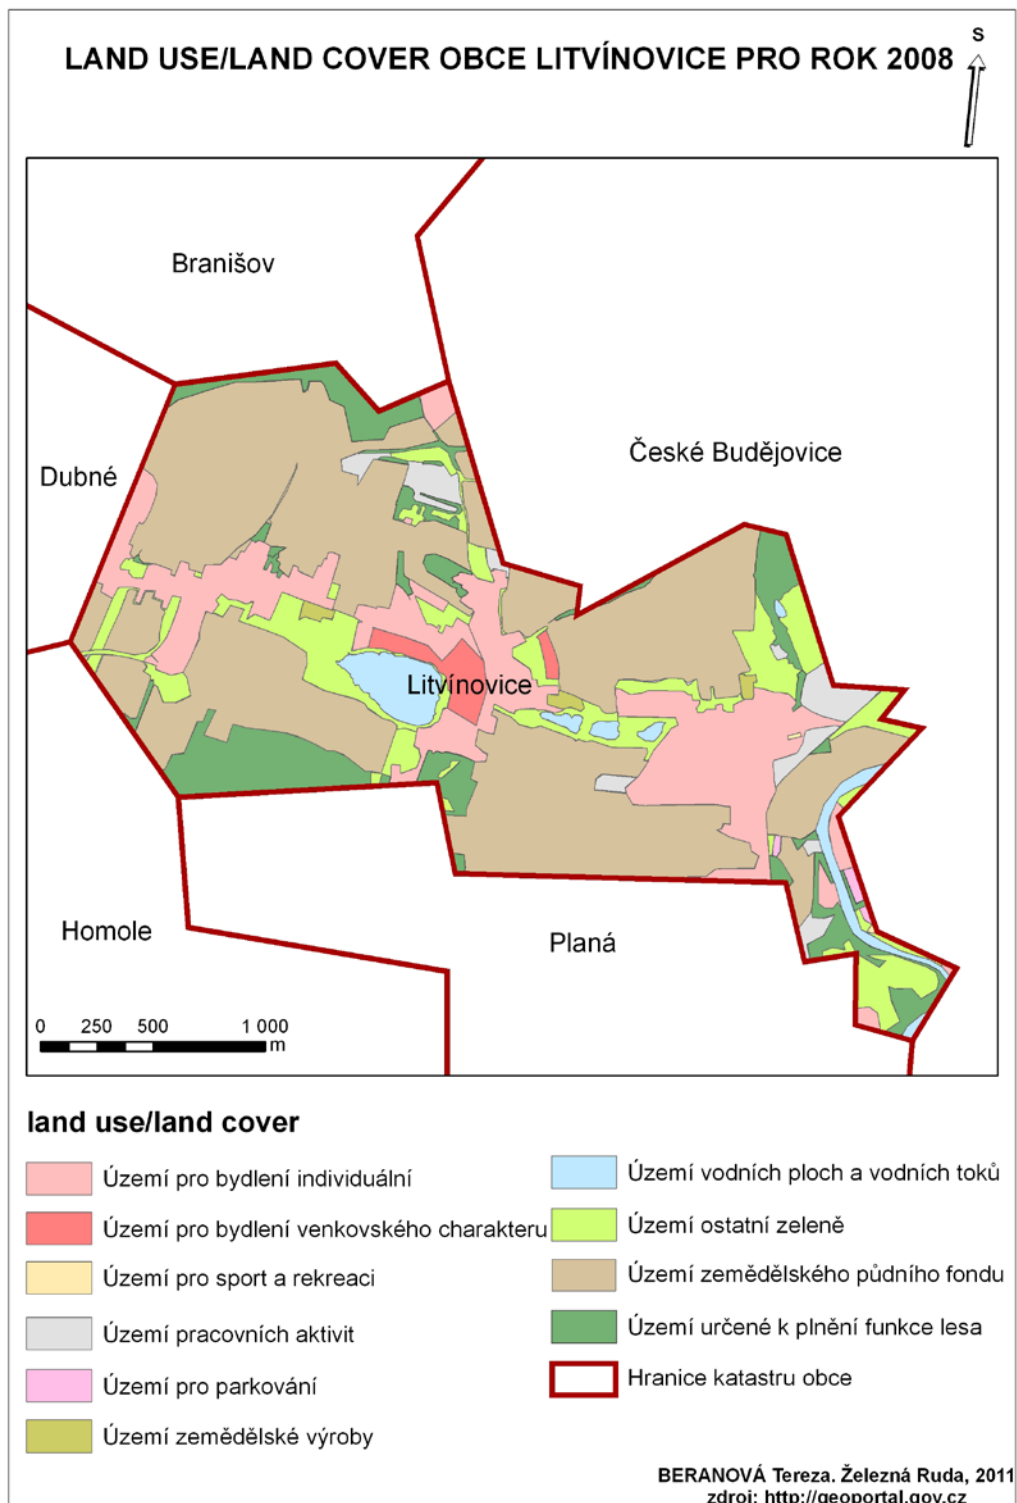 LAND USE/LAND COVER OBCE LITVÍNOVICE PRO ROK 2008
S
Branišov
České Budějovice
Dubné
Litvínovice
Homole
Planá
0 250 500 1 000
m
land use/land cover
Území pro bydlení individuální
Území pro bydlení venkovského charakteru
Území pro sport a rekreaci
Území pracovních aktivit
Území pro parkování
Území zemědělské výroby
Území vodních ploch a vodních toků
Území ostatní zeleně
Území zemědělského půdního fondu
Území určené k plnění funkce lesa
Hranice katastru obce
BERANOVÁ Tereza. Železná Ruda, 2011
zdroj: http://geoportal.gov.cz